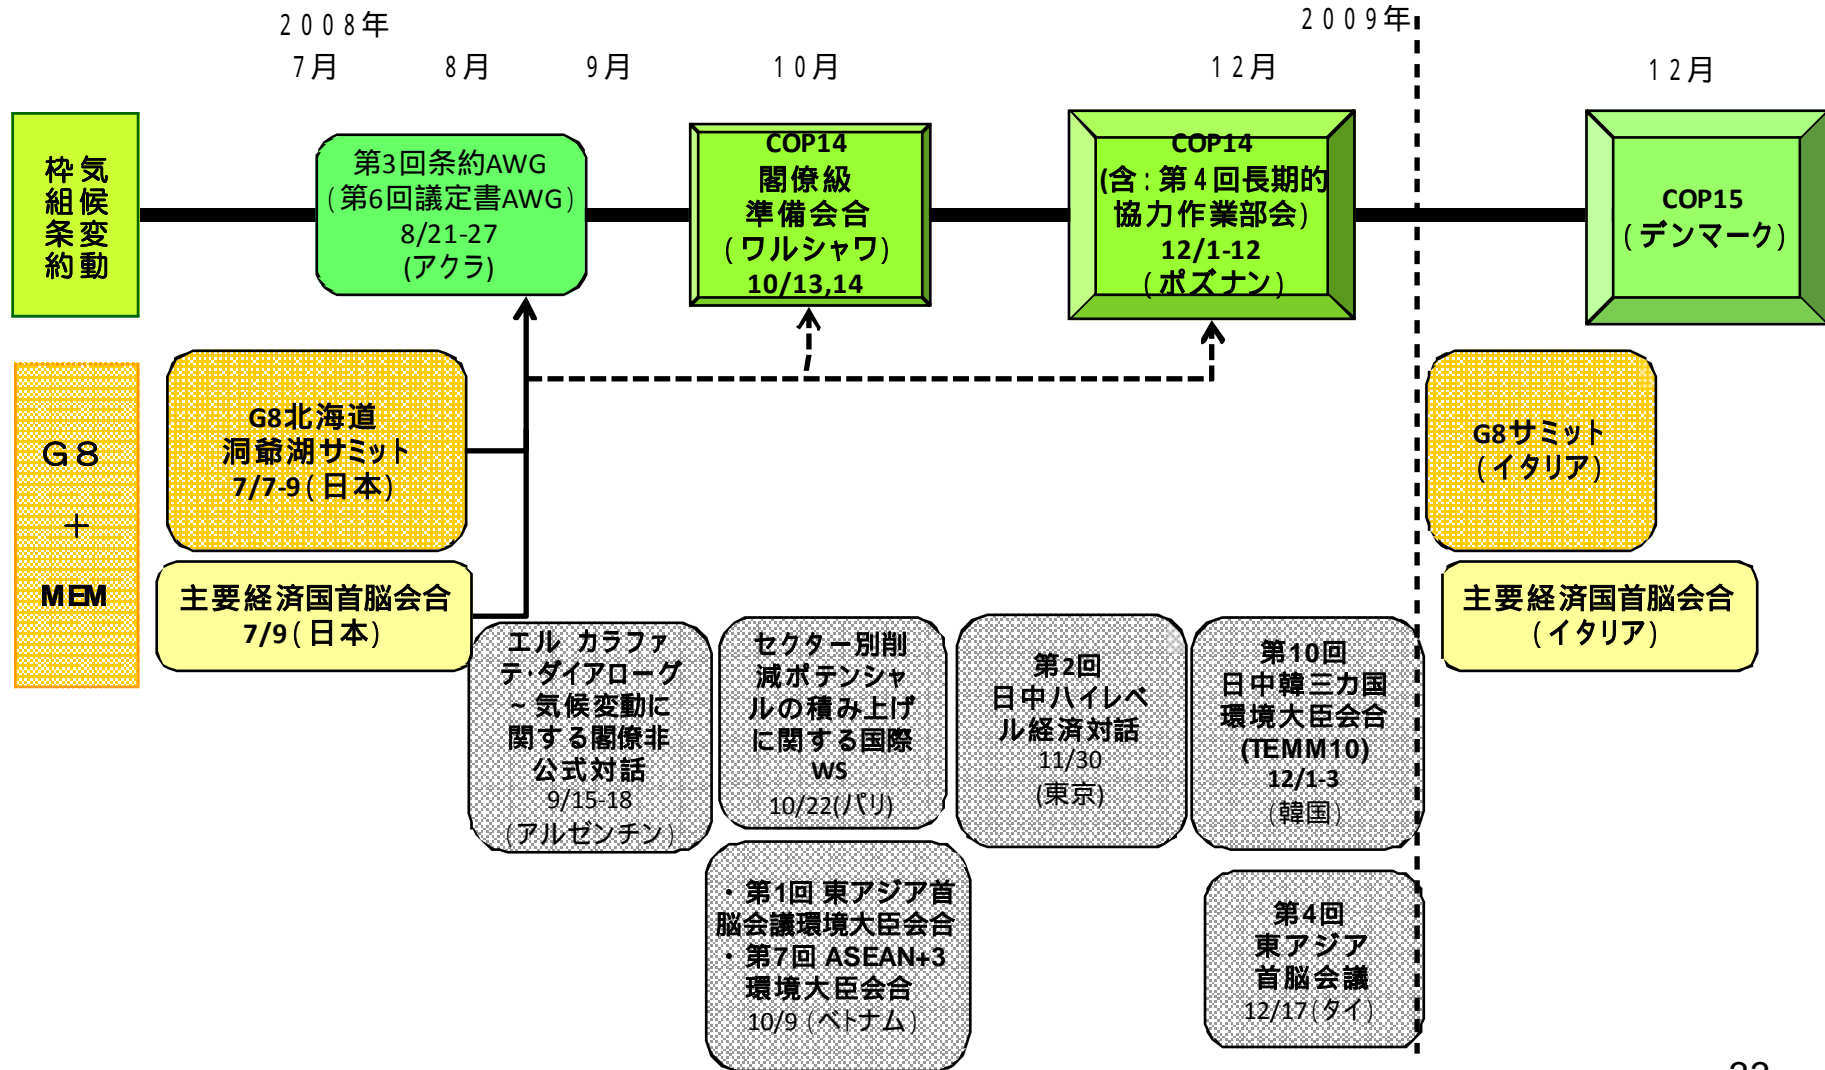 2008年
2009年
7月
8月
9月
10月
12月
12月
気候変動
枠組条約
第3回条約AWG
(第6回議定書AWG)
8/21-27
(アクラ)
COP14
閣僚級
準備会合
(ワルシャワ)
10/13,14
COP14
(含:第4回長期的
協力作業部会)
12/1-12
(ポズナン)
COP15
(デンマーク)
G8
+
MEM
G8北海道
洞爺湖サミット
7/7-9(日本)
主要経済国首脳会合
7/9(日本)
G8サミット
(イタリア)
主要経済国首脳会合
(イタリア)
エル カラファ
テ・ダイアローグ
~気候変動に
関する閣僚非
公式対話
9/15-18
(アルゼンチン)
セクター別削
減ポテンシャ
ルの積み上げ
に関する国際
WS
10/22(パリ)
第2回
日中ハイレベ
ル経済対話
11/30
(東京)
第10回
日中韓三カ国
環境大臣会合
(TEMM10)
12/1-3
(韓国)
・第1回 東アジア首
脳会議環境大臣会合
・第7回 ASEAN+3
環境大臣会合
10/9 (ベトナム)
第4回
東アジア
首脳会議
12/17(タイ)